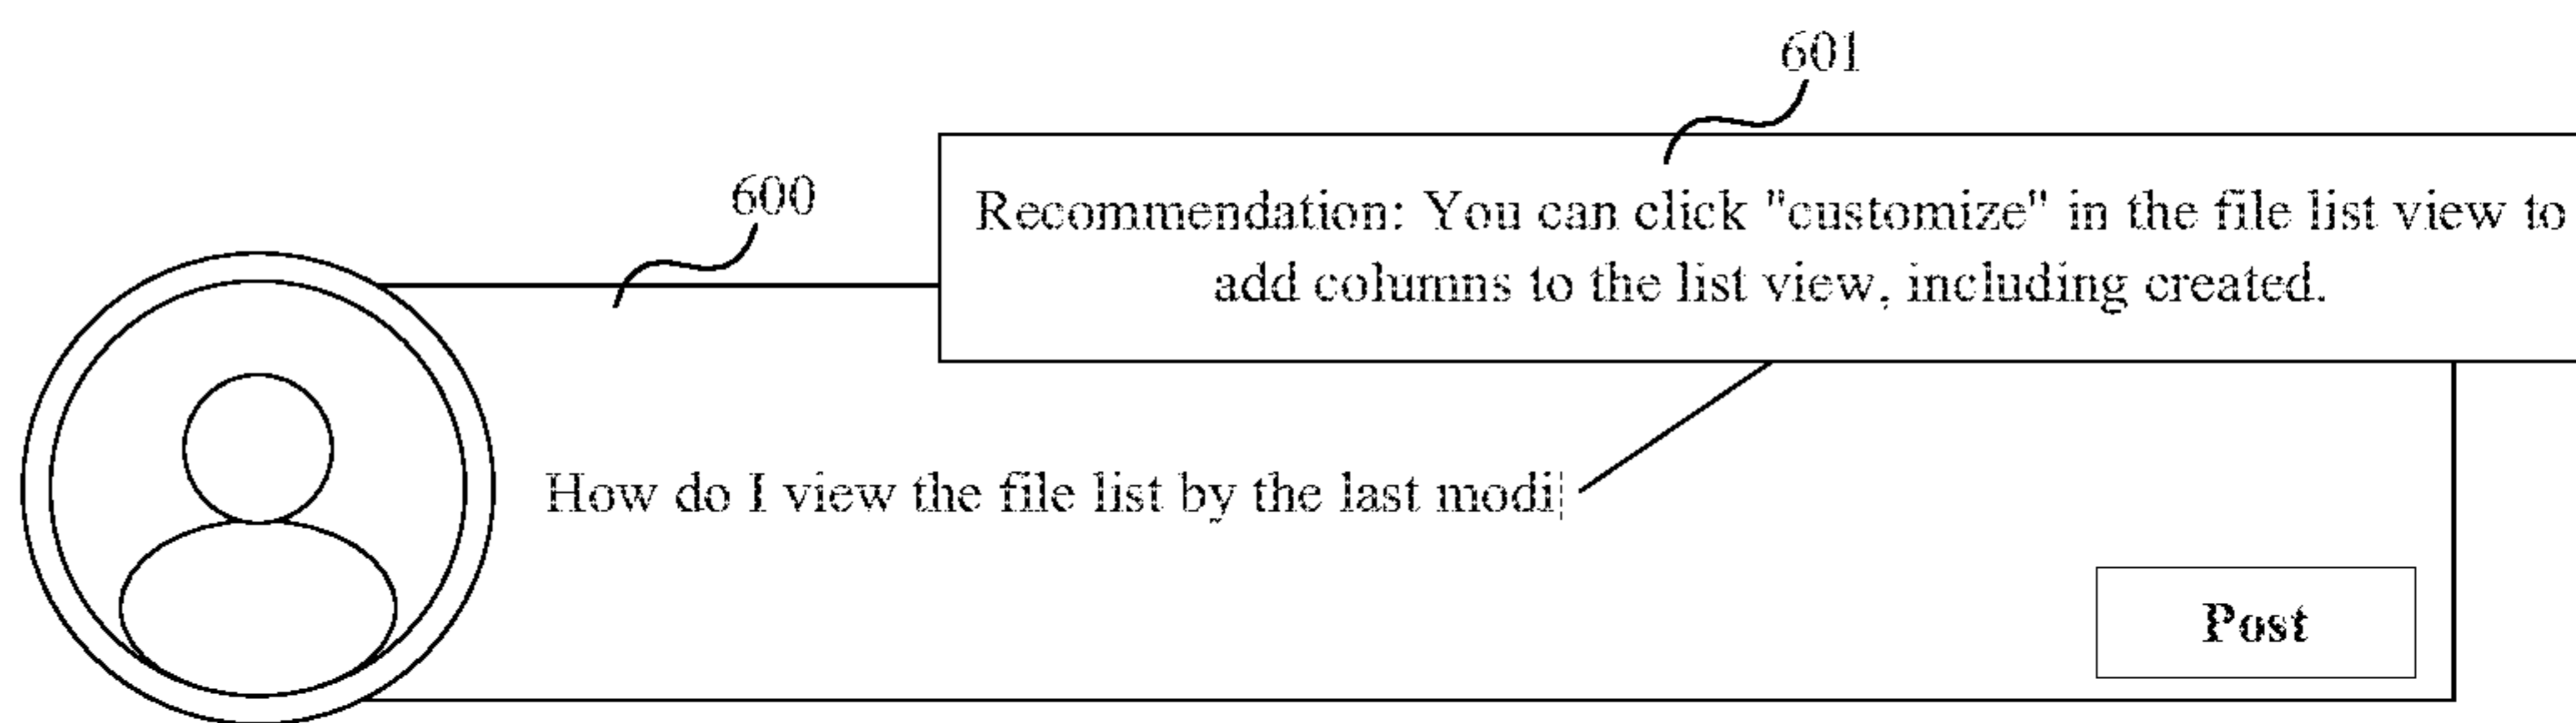 601
600
Recommendation: You can click "customize" in the file list view to
add columns to the list view, including created.
How do I view the file list by the last modi
Post